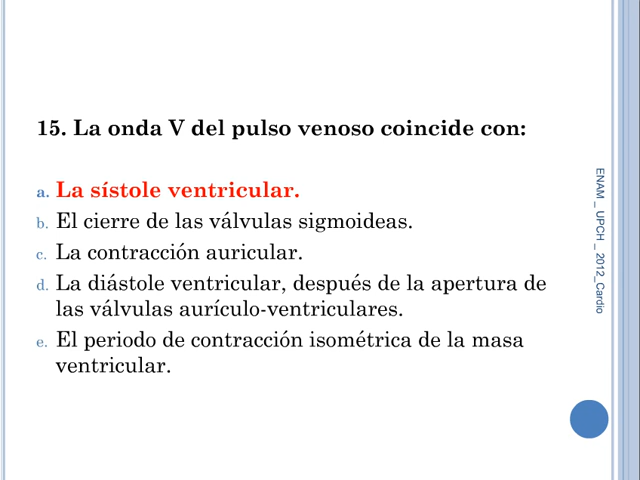 15. La onda V del pulso venoso coincide con:
a. La sístole ventricular.
b. El cierre de las válvulas sigmoideas.
c. La contracción auricular.
d. La diástole ventricular, después de la apertura de
las válvulas aurículo-ventriculares.
e. El periodo de contracción isométrica de la masa
ventricular.
ENAM _ UPCH _ 2012_Cardio